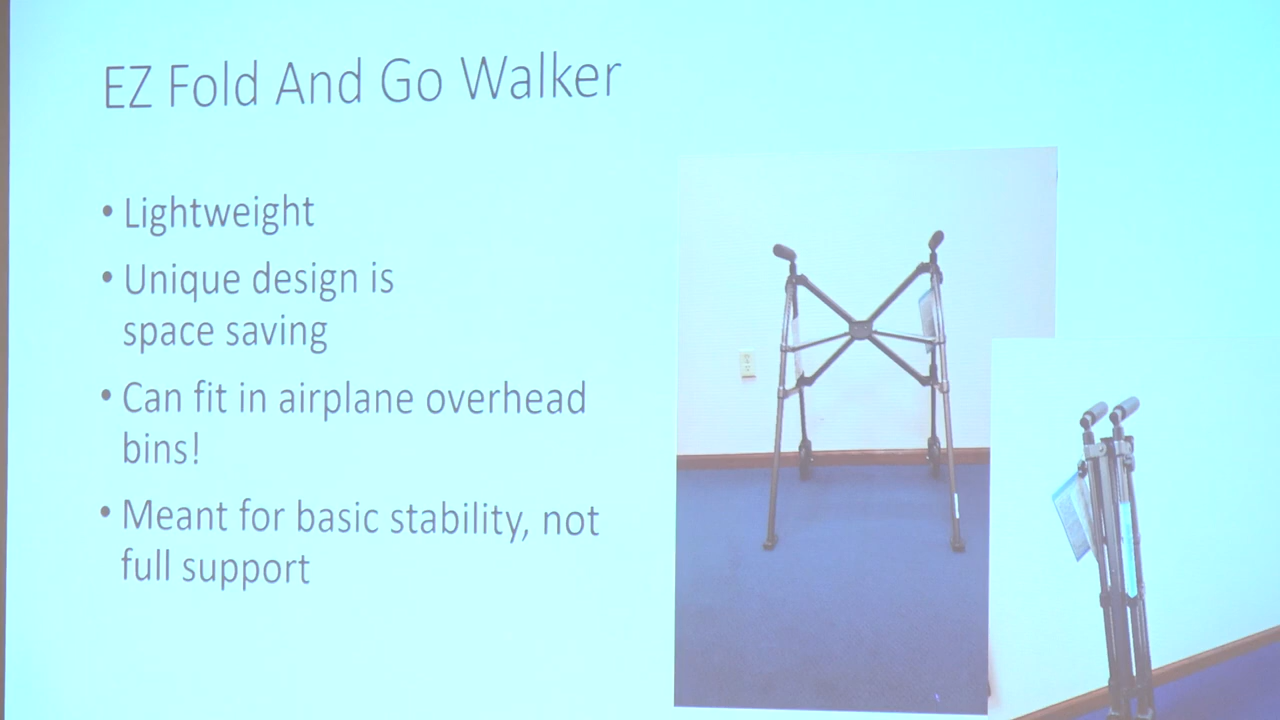 EZ Fold And Go Walker
• Lightweight
• Unique design is
space saving
• Can fit in airplane overhead
bins!
• Meant for basic stability, not
full support